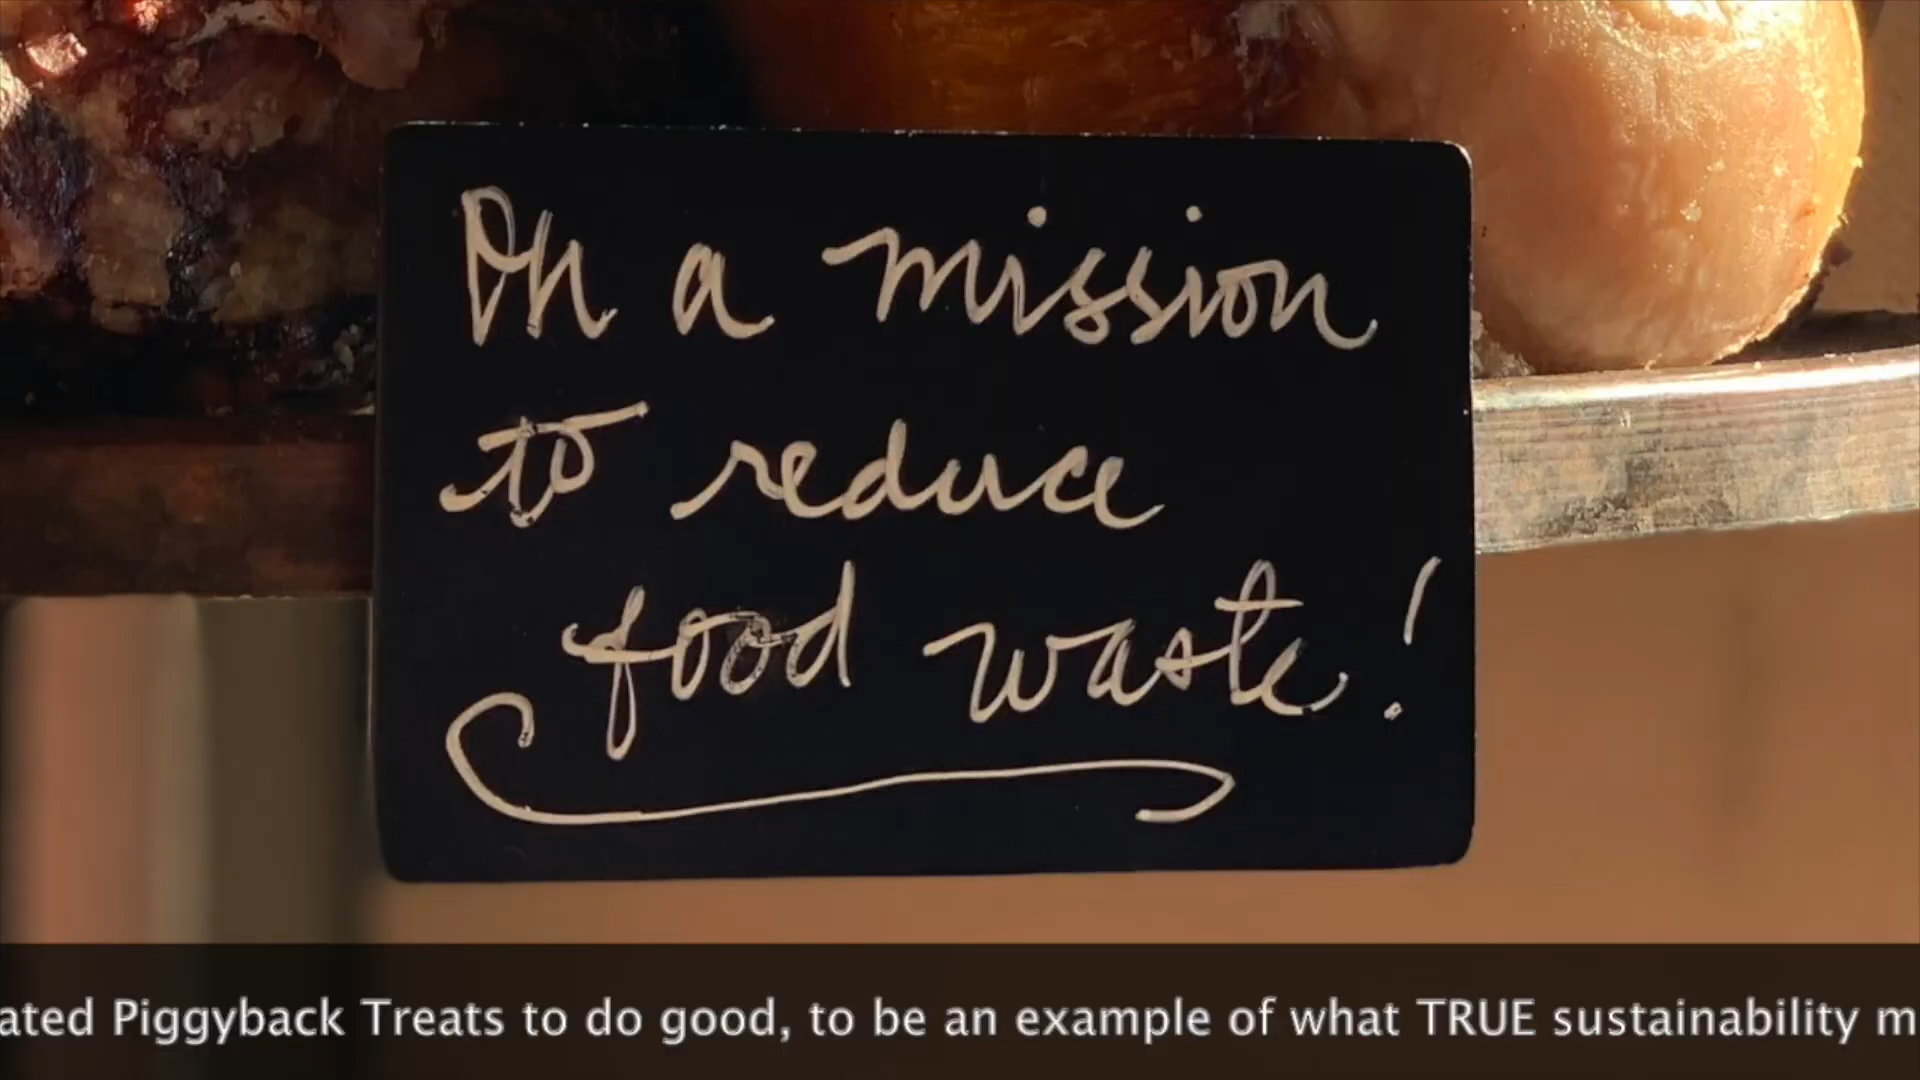 On a mission
to reduce
food waste!
ated Piggyback Treats to do good, to be an example of what TRUE sustainability m